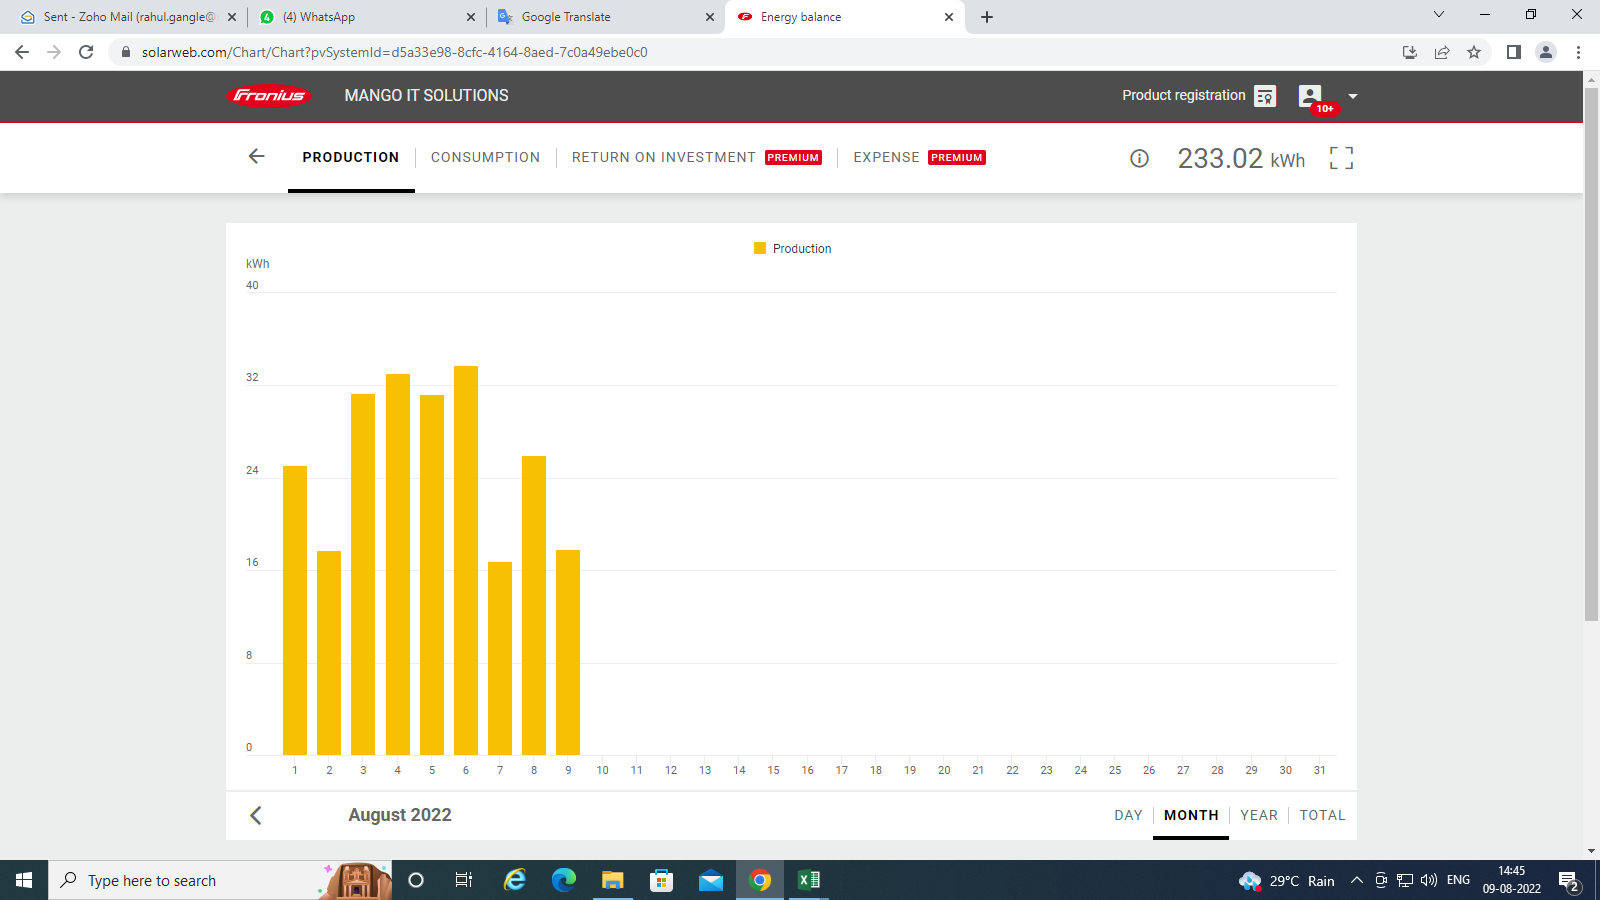 Sent - Zoho Mail (rahul.gangle@
(4) WhatsApp
Google Translate
Energy balance
solarweb.com/Chart/Chart?pvSystemId=d5a33e98-8cfc-4164-8aed-7c0a49ebe0c0
Fronius
MANGO IT SOLUTIONS
Product registration
10+
PRODUCTION
CONSUMPTION
RETURN ON INVESTMENT PREMIUM
EXPENSE PREMIUM
233.02 kWh
Production
kWh
40
32
24
16
8
0
1 2 3 4 5 6 7 8 9 10 11 12 13 14 15 16 17 18 19 20 21 22 23 24 25 26 27 28 29 30 31
August 2022
DAY MONTH YEAR TOTAL
Type here to search
29°C Rain
ENG
14:45
09-08-2022
2